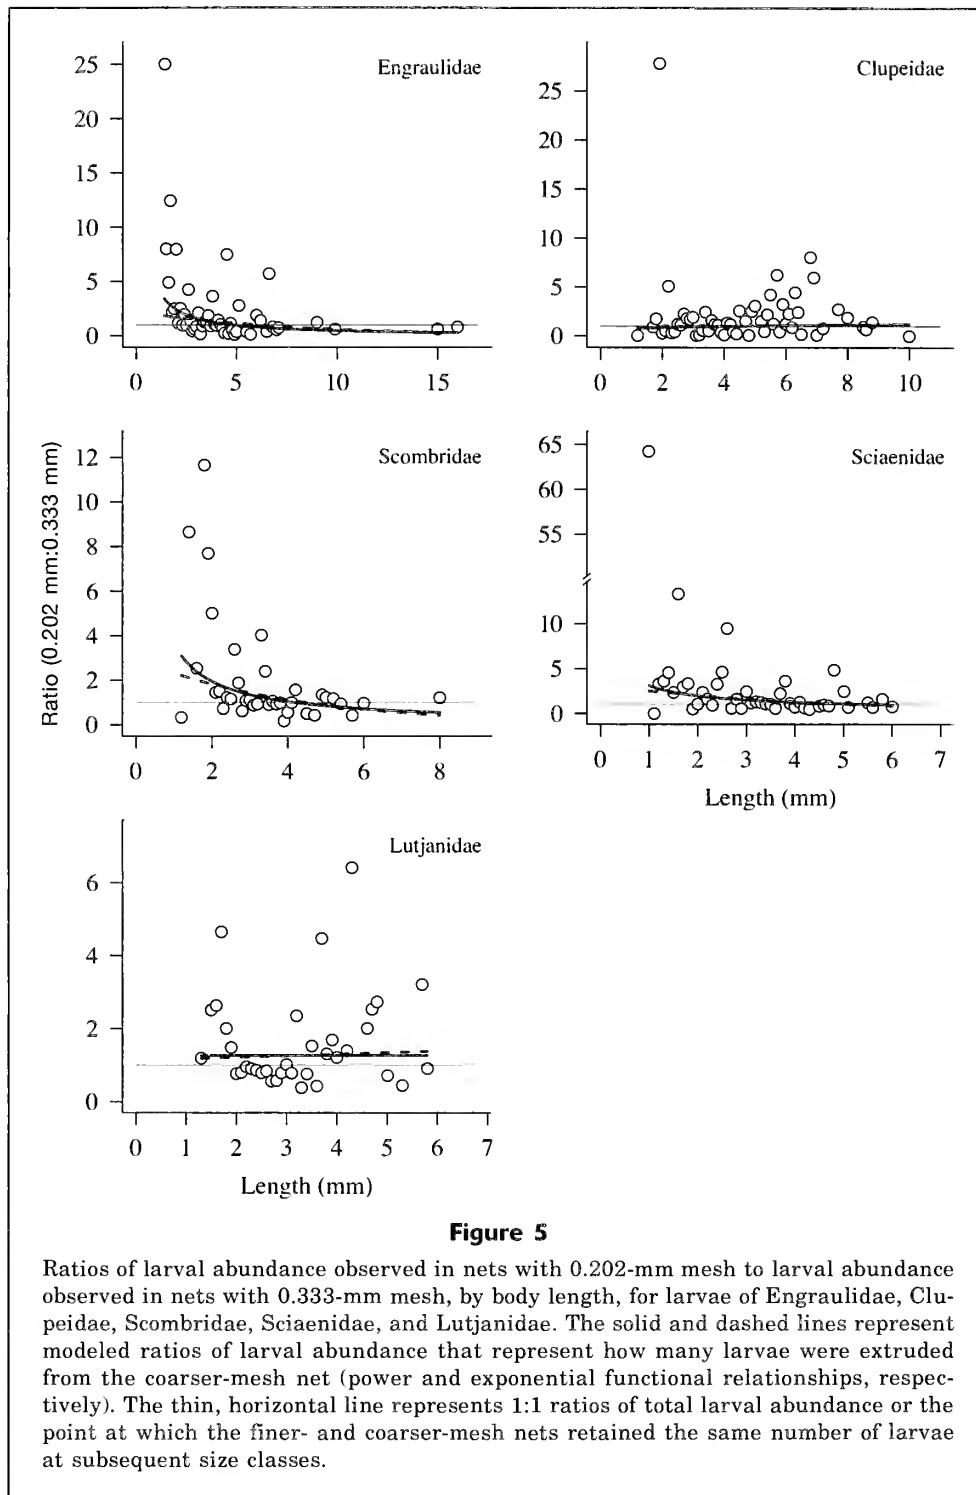 Engraulidae
25
20
15
10
5
0
0 5 10 15
Clupeidae
25
20
15
10
5
0
0 2 4 6 8 10
Ratio (0.202 mm:0.333 mm)
Scombridae
12
10
8
6
4
2
0
0 2 4 6 8
Sciaenidae
65
60
55
10
5
0
0 1 2 3 4 5 6 7
Length (mm)
Lutjanidae
6
4
2
0
0 1 2 3 4 5 6 7
Length (mm)
Figure 5
Ratios of larval abundance observed in nets with 0.202-mm mesh to larval abundance
observed in nets with 0.333-mm mesh, by body length, for larvae of Engraulidae, Clu-
peidae, Scombridae, Sciaenidae, and Lutjanidae. The solid and dashed lines represent
modeled ratios of larval abundance that represent how many larvae were extruded
from the coarser-mesh net (power and exponential functional relationships, respec-
tively). The thin, horizontal line represents 1:1 ratios of total larval abundance or the
point at which the finer- and coarser-mesh nets retained the same number of larvae
at subsequent size classes.